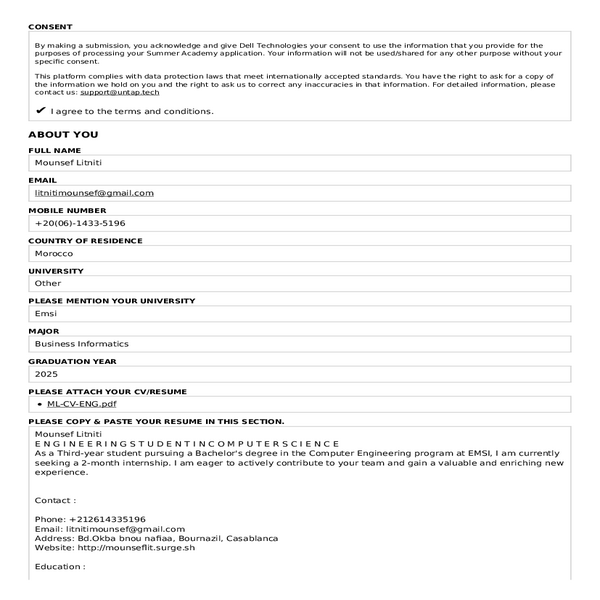 CONSENT
By making a submission, you acknowledge and give Dell Technologies your consent to use the information that you provide for the
purposes of processing your Summer Academy application. Your information will not be used/shared for any other purpose without your
specific consent.
This platform complies with data protection laws that meet internationally accepted standards. You have the right to ask for a copy of
the information we hold on you and the right to ask us to correct any inaccuracies in that information. For detailed information, please
contact us: support@untap.tech
✔ I agree to the terms and conditions.
ABOUT YOU
FULL NAME
Mounsef Litniti
EMAIL
litnitimounsef@gmail.com
MOBILE NUMBER
+20(06)-1433-5196
COUNTRY OF RESIDENCE
Morocco
UNIVERSITY
Other
PLEASE MENTION YOUR UNIVERSITY
Emsi
MAJOR
Business Informatics
GRADUATION YEAR
2025
PLEASE ATTACH YOUR CV/RESUME
• ML-CV-ENG.pdf
PLEASE COPY & PASTE YOUR RESUME IN THIS SECTION.
Mounsef Litniti
E N G I N E E R I N G S T U D E N T I N C O M P U T E R S C I E N C E
As a Third-year student pursuing a Bachelor's degree in the Computer Engineering program at EMSI, I am currently
seeking a 2-month internship. I am eager to actively contribute to your team and gain a valuable and enriching new
experience.
Contact :
Phone: +212614335196
Email: litnitimounsef@gmail.com
Address: Bd.Okba bnou nafiaa, Bournazil, Casablanca
Website: http://mounseflit.surge.sh
Education :